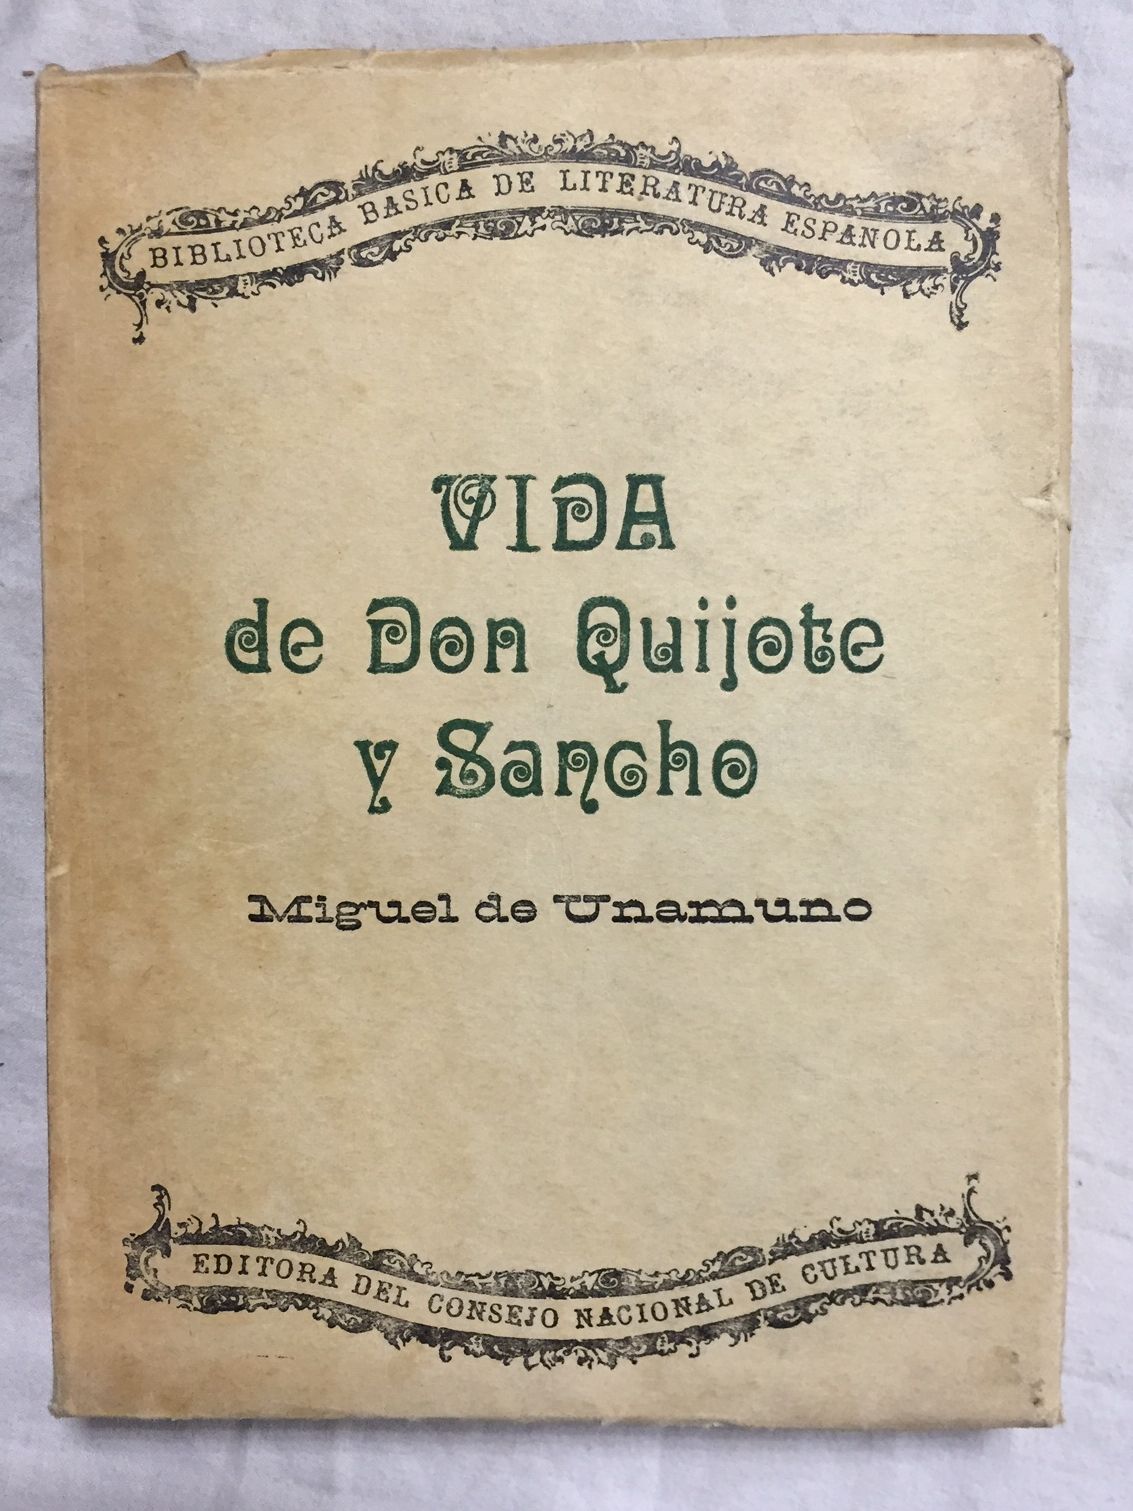 BIBLIOTECA BASICA DE LITERATURA ESPAÑOLA
VIDA
de Don Quijote
y Sancho
Miguel de Unamuno
EDITORA DEL CONSEJO NACIONAL DE CULTURA